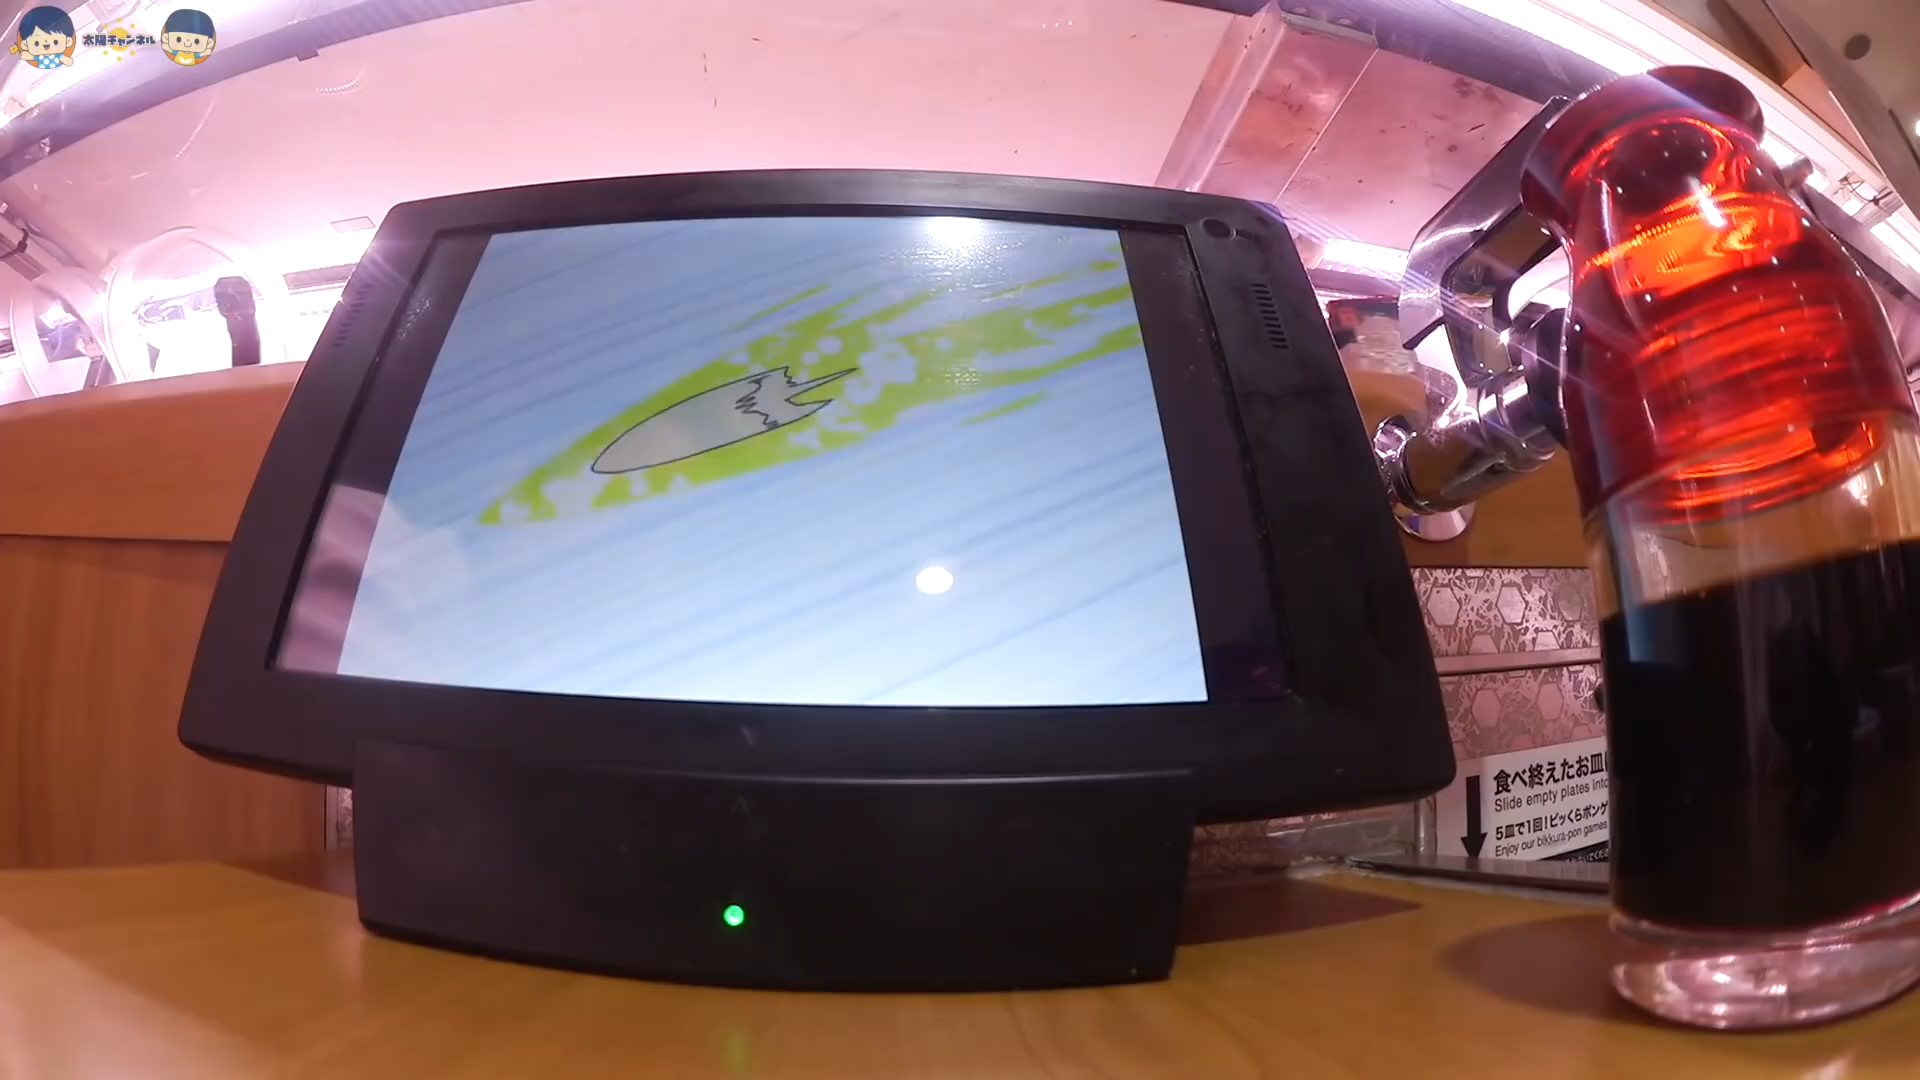 太陽チャンネル
食べ終えたお皿
Slide empty plates into
5皿で1回!ビッくらポンゲ
Enjoy our bikkura-pon games